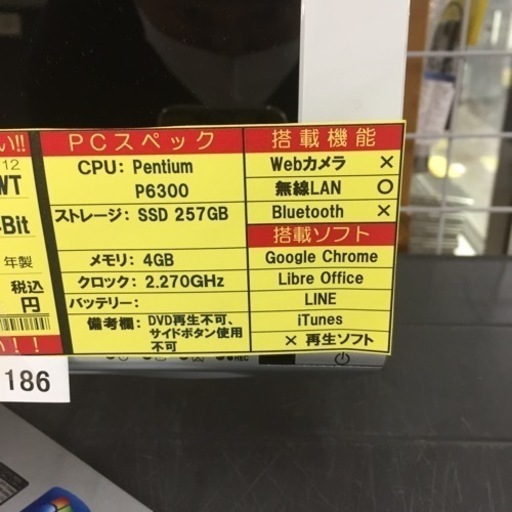 い!!
12
WT
Bit
年製
税込
円
い!!
186
PCスペック
CPU: Pentium
P6300
ストレージ: SSD 257GB
メモリ: 4GB
クロック: 2.270GHz
バッテリー:
備考欄: DVD再生不可、
サイドボタン使用
不可
搭載機能
Webカメラ ×
無線LAN ○
Bluetooth ×
搭載ソフト
Google Chrome
Libre Office
LINE
iTunes
× 再生ソフト
REC